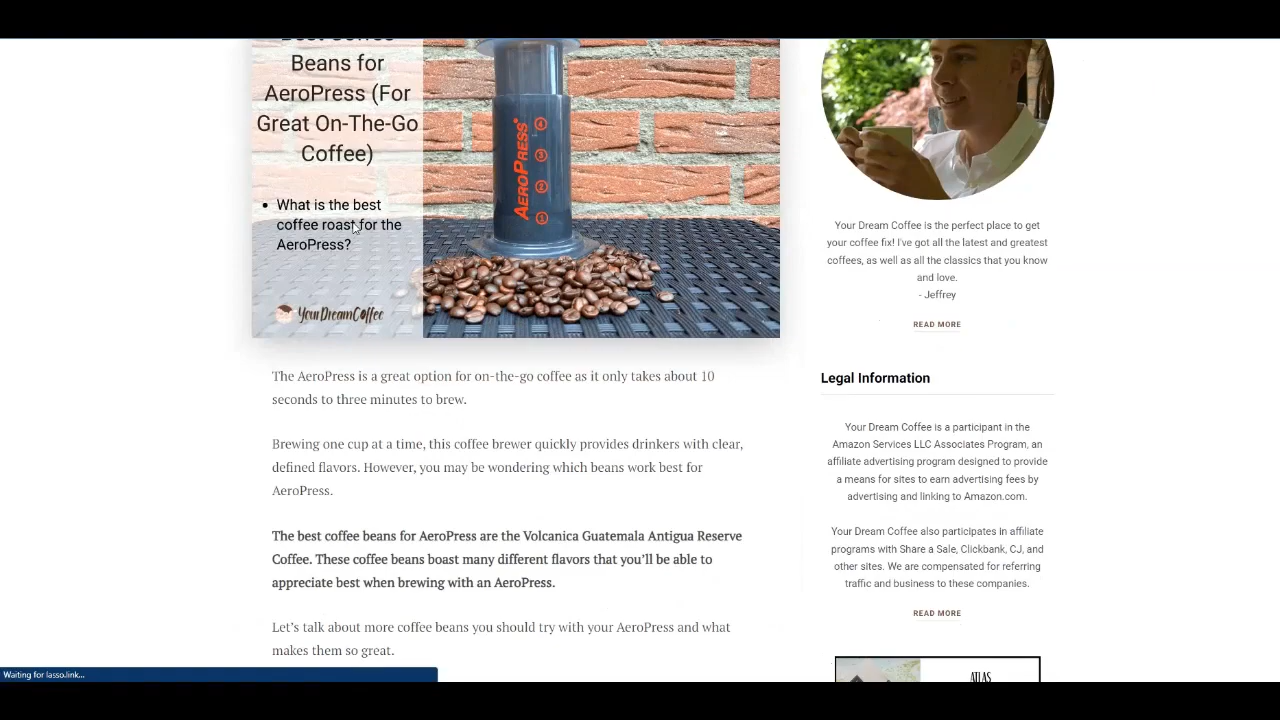 Best Coffee
Beans for
AeroPress (For
Great On-The-Go
Coffee)
• What is the best
coffee roast for the
AeroPress?
YourDreamCoffee
AEROPRESS
4
3
2
1
The AeroPress is a great option for on-the-go coffee as it only takes about 10
seconds to three minutes to brew.
Brewing one cup at a time, this coffee brewer quickly provides drinkers with clear,
defined flavors. However, you may be wondering which beans work best for
AeroPress.
The best coffee beans for AeroPress are the Volcanica Guatemala Antigua Reserve
Coffee. These coffee beans boast many different flavors that you’ll be able to
appreciate best when brewing with an AeroPress.
Let’s talk about more coffee beans you should try with your AeroPress and what
makes them so great.
Your Dream Coffee is the perfect place to get
your coffee fix! I've got all the latest and greatest
coffees, as well as all the classics that you know
and love.
- Jeffrey
READ MORE
Legal Information
Your Dream Coffee is a participant in the
Amazon Services LLC Associates Program, an
affiliate advertising program designed to provide
a means for sites to earn advertising fees by
advertising and linking to Amazon.com.
Your Dream Coffee also participates in affiliate
programs with Share a Sale, Clickbank, CJ, and
other sites. We are compensated for referring
traffic and business to these companies.
READ MORE
ATLAS
Waiting for lasso.link...